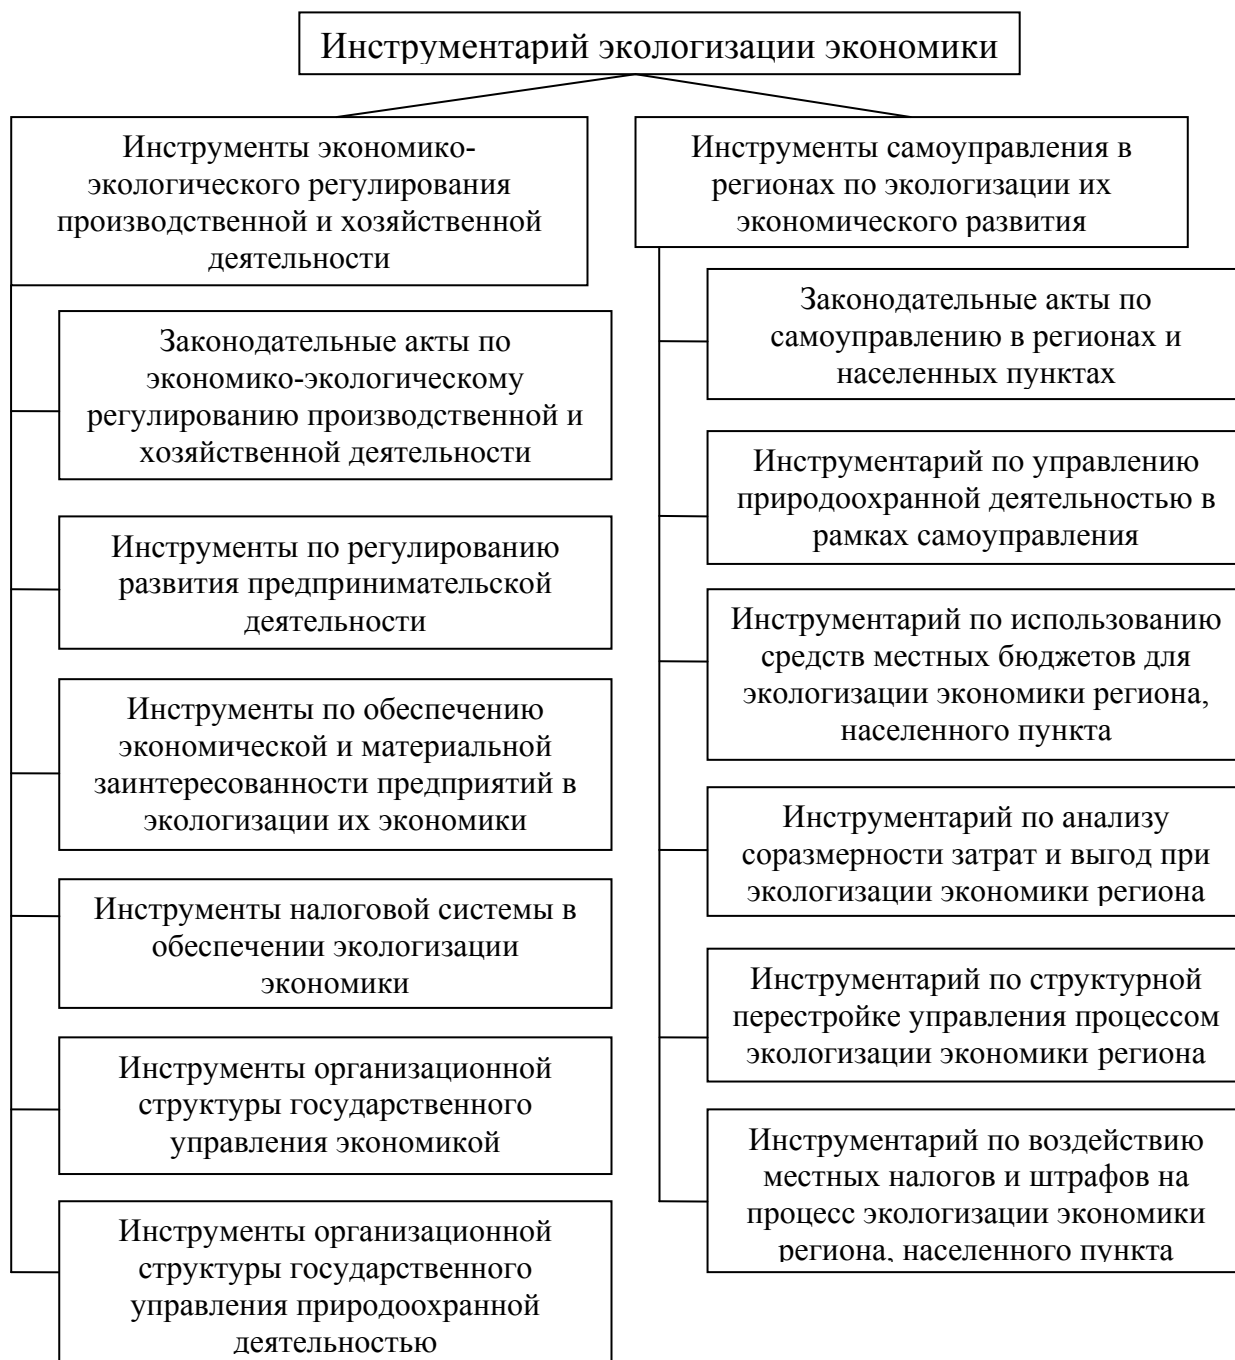 Инструментарий экологизации экономики
Инструменты экономико-
экологического регулирования
производственной и хозяйственной
деятельности
Законодательные акты по
экономико-экологическому
регулированию производственной и
хозяйственной деятельности
Инструменты по регулированию
развития предпринимательской
деятельности
Инструменты по обеспечению
экономической и материальной
заинтересованности предприятий в
экологизации их экономики
Инструменты налоговой системы в
обеспечении экологизации
экономики
Инструменты организационной
структуры государственного
управления экономикой
Инструменты организационной
структуры государственного
управления природоохранной
деятельностью
Инструменты самоуправления в
регионах по экологизации их
экономического развития
Законодательные акты по
самоуправлению в регионах и
населенных пунктах
Инструментарий по управлению
природоохранной деятельностью в
рамках самоуправления
Инструментарий по использованию
средств местных бюджетов для
экологизации экономики региона,
населенного пункта
Инструментарий по анализу
соразмерности затрат и выгод при
экологизации экономики региона
Инструментарий по структурной
перестройке управления процессом
экологизации экономики региона
Инструментарий по воздействию
местных налогов и штрафов на
процесс экологизации экономики
региона, населенного пункта